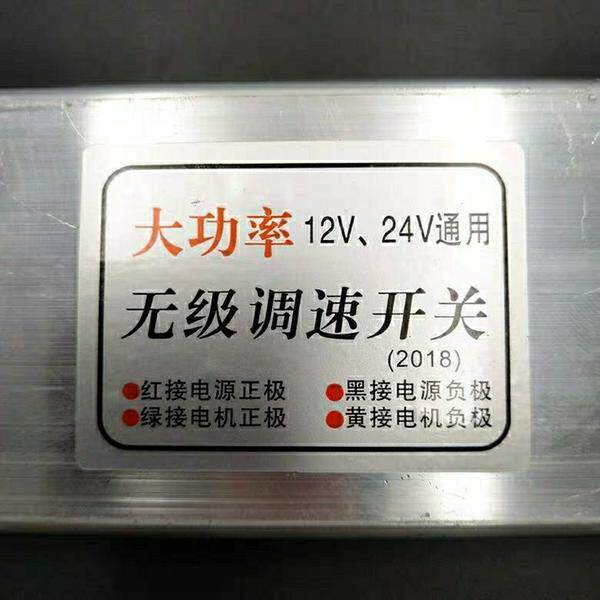 大功率 12V、24V通用
无级调速开关
(2018)
●红接电源正极 ●黑接电源负极
●绿接电机正极 ●黄接电机负极